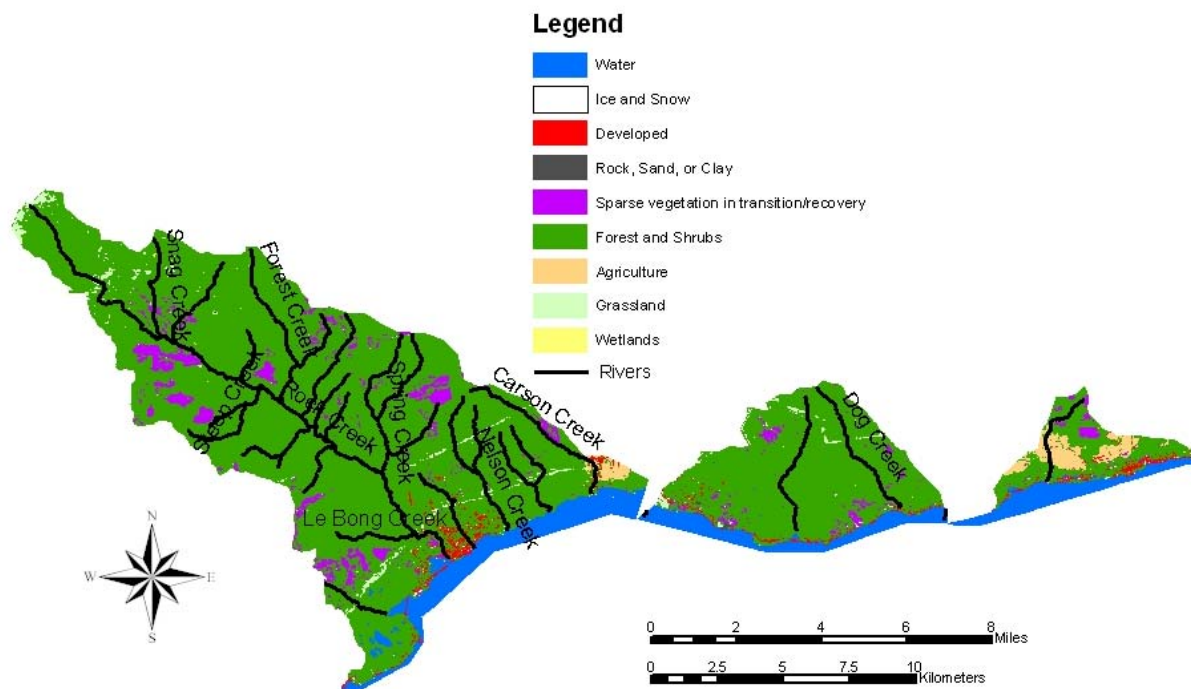 Legend
Water
Ice and Snow
Developed
Rock, Sand, or Clay
Sparse vegetation in transition/recovery
Forest and Shrubs
Agriculture
Grassland
Wetlands
Rivers
Snag Creek
Forest Creek
Rock Creek
Spring Creek
Carson Creek
Nelson Creek
Dog Creek
Le Bong Creek
N
W E
S
0 2 4 6 8
Miles
0 2.5 5 7.5 10
Kilometers